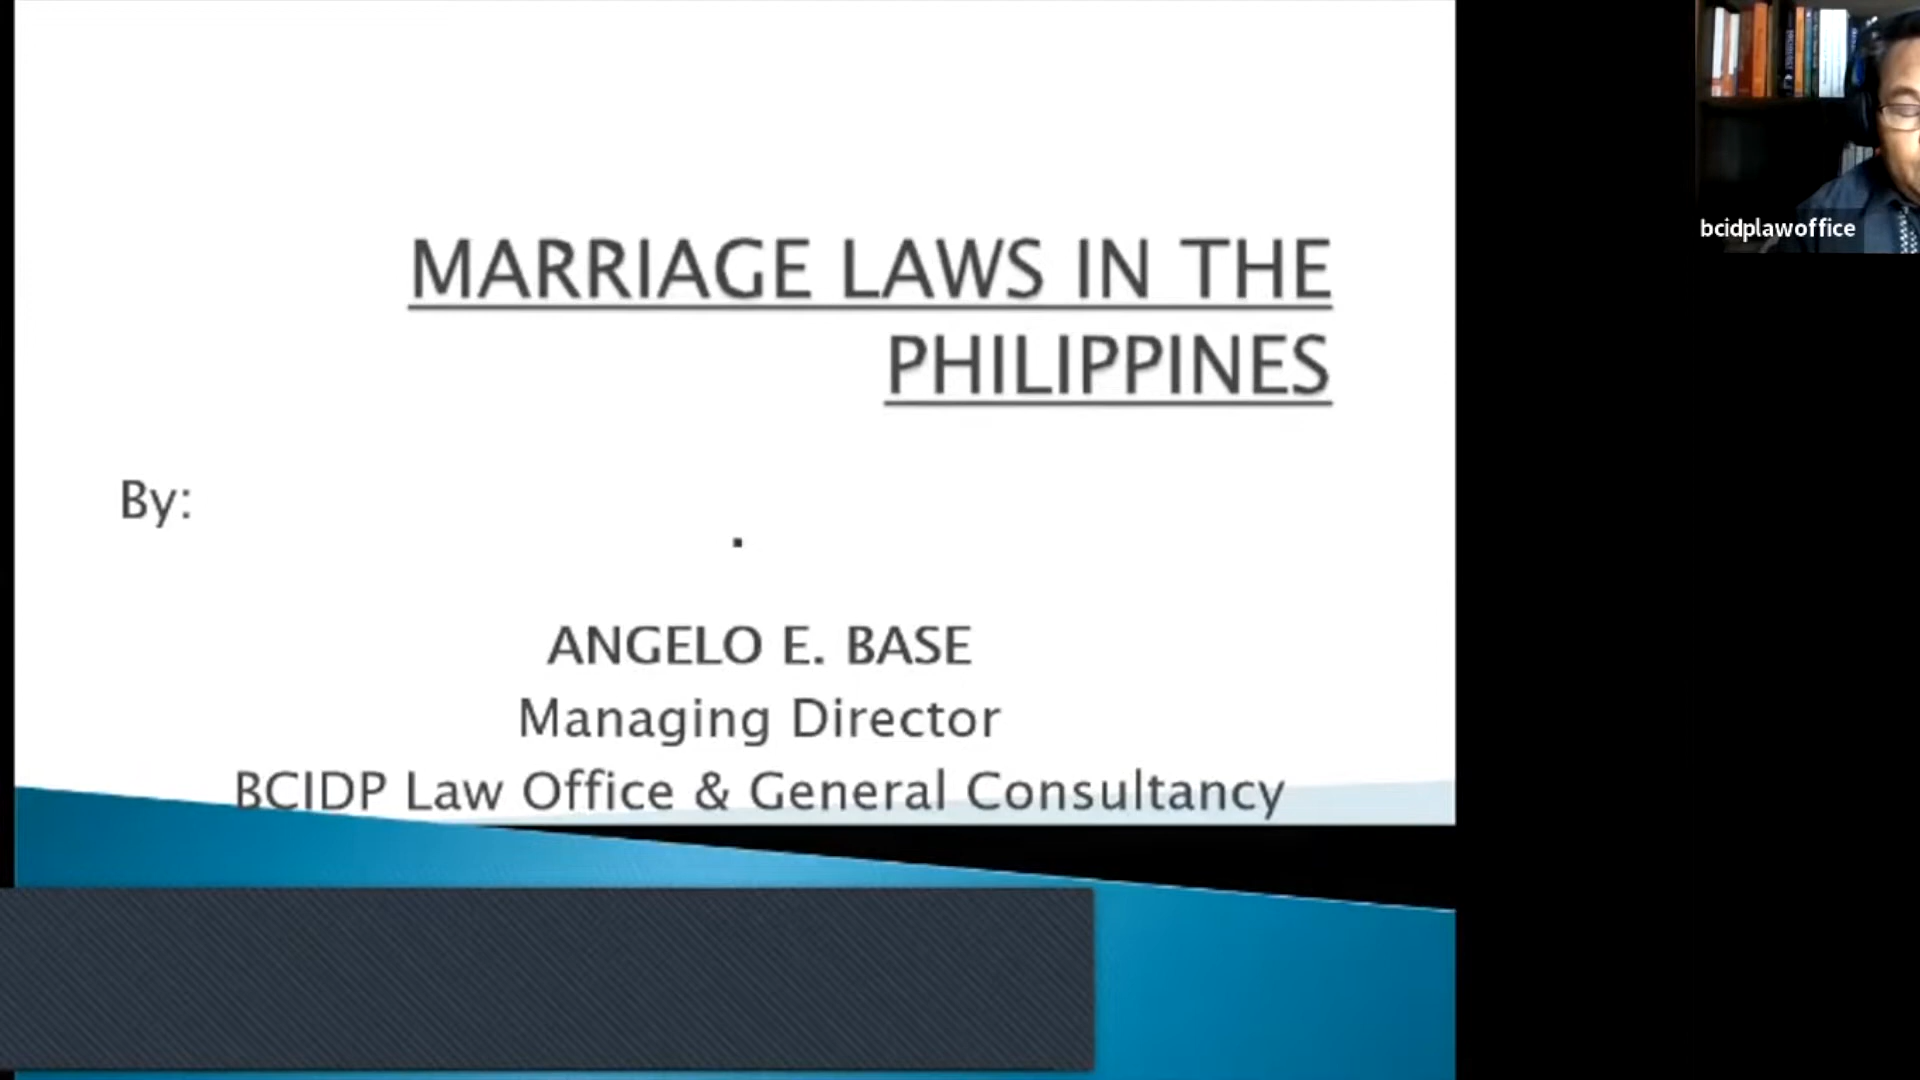 MARRIAGE LAWS IN THE
PHILIPPINES
By:
.
ANGELO E. BASE
Managing Director
BCIDP Law Office & General Consultancy
bcidplawoffice